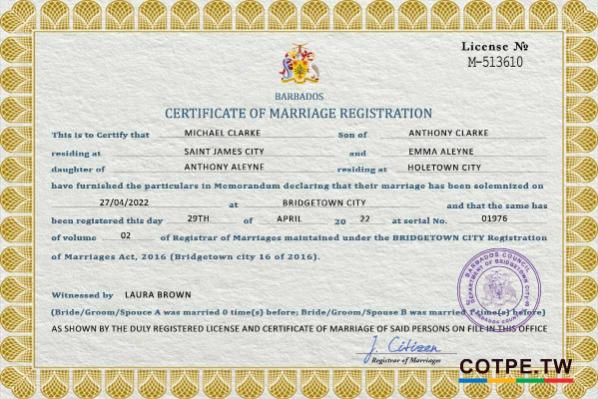 License №
M-513610
BARBADOS
CERTIFICATE OF MARRIAGE REGISTRATION
This is to Certify that MICHAEL CLARKE Son of ANTHONY CLARKE
residing at SAINT JAMES CITY and EMMA ALEYNE
daughter of ANTHONY ALEYNE residing at HOLETOWN CITY
have furnished the particulars in Memorandum declaring that their marriage has been solemnized on
27/04/2022 at BRIDGETOWN CITY and that the same has
been registered this day 29TH of APRIL 20 22 at serial No. 01976
of volume 02 of Registrar of Marriages maintained under the BRIDGETOWN CITY Registration
of Marriages Act, 2016 (Bridgetown city 16 of 2016).
BARBADOS COUNCIL
DEPARTMENT OF BRIDGETOWN CITY
BARBADOS COUNCIL
Witnessed by LAURA BROWN
(Bride/Groom/Spouce A was married 0 time(s) before; Bride/Groom/Spouce B was married 1 time(s) before)
AS SHOWN BY THE DULY REGISTERED LICENSE AND CERTIFICATE OF MARRIAGE OF SAID PERSONS ON FILE IN THIS OFFICE
J. Citizen
Registrar of Marriages
COTPE.TW